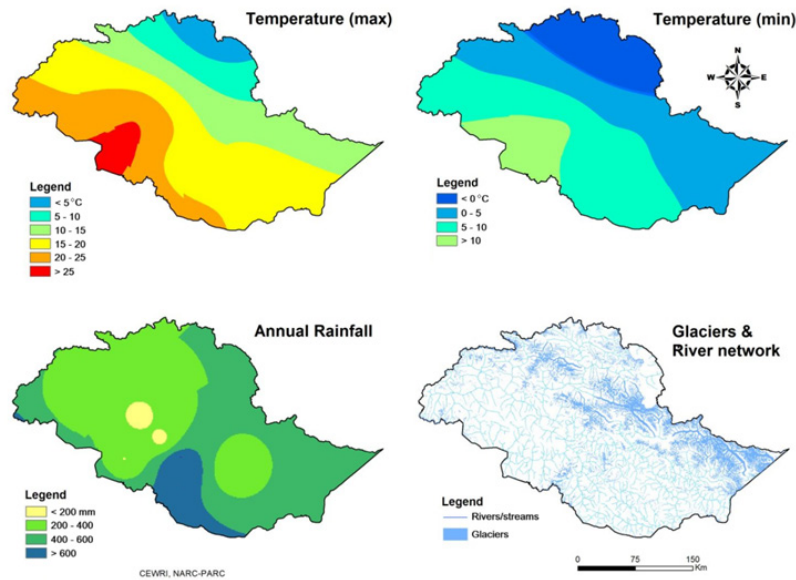 Temperature (max)
Legend
< 5 °C
5 - 10
10 - 15
15 - 20
20 - 25
> 25
Temperature (min)
N
W E
S
Legend
< 0 °C
0 - 5
5 - 10
> 10
Annual Rainfall
Legend
< 200 mm
200 - 400
400 - 600
> 600
CEWRI, NARC-PARC
Glaciers &
River network
Legend
Rivers/streams
Glaciers
0 75 150
Km